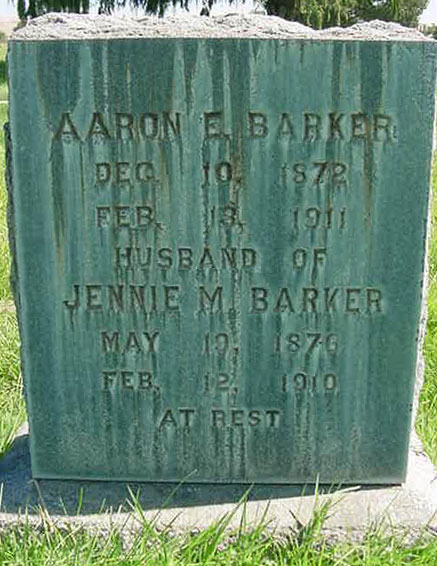 AARON E. BARKER
DEC. 10, 1872
FEB. 13, 1911
HUSBAND OF
JENNIE M. BARKER
MAY 19, 1876
FEB. 12, 1910
AT REST